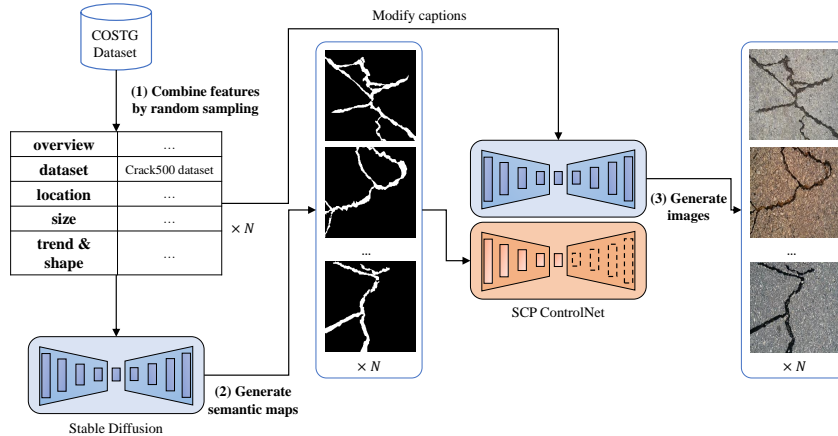 COSTG
Dataset
Modify captions
(1) Combine features
by random sampling
overview ...
dataset Crack500 dataset
location ...
size ...
trend & shape ...
× N
Stable Diffusion
(2) Generate
semantic maps
...
× N
SCP ControlNet
(3) Generate
images
...
× N